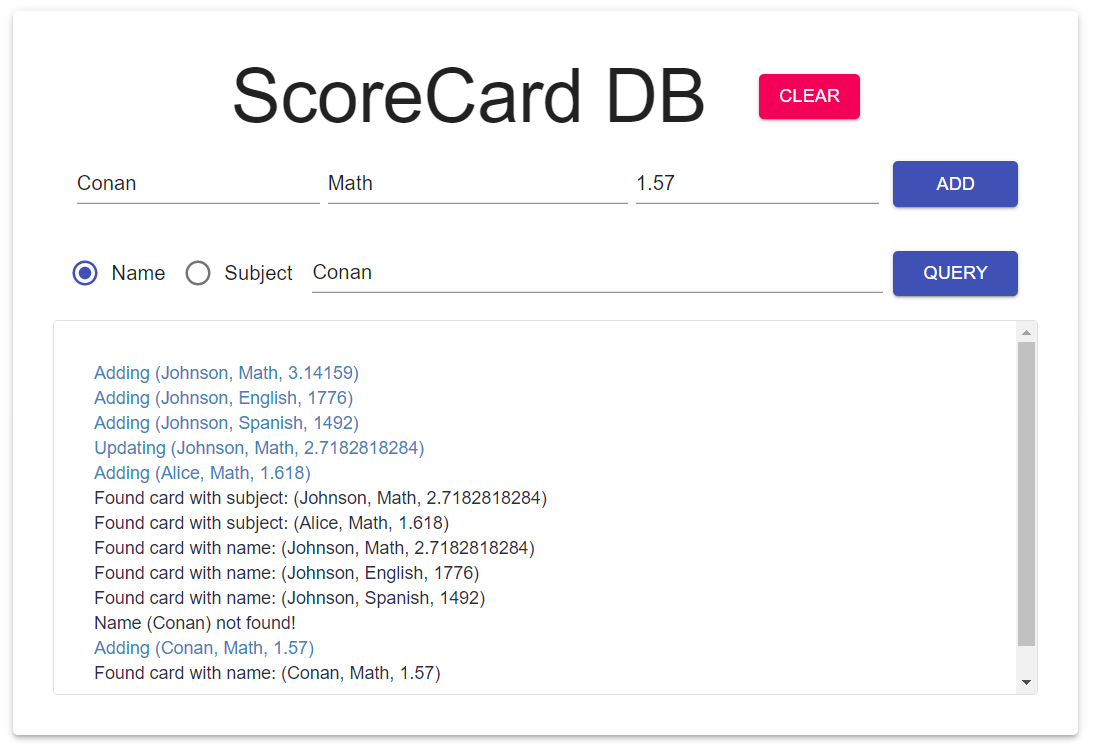 ScoreCard DB CLEAR
Conan Math 1.57 ADD
Name Subject Conan QUERY
Adding (Johnson, Math, 3.14159)
Adding (Johnson, English, 1776)
Adding (Johnson, Spanish, 1492)
Updating (Johnson, Math, 2.7182818284)
Adding (Alice, Math, 1.618)
Found card with subject: (Johnson, Math, 2.7182818284)
Found card with subject: (Alice, Math, 1.618)
Found card with name: (Johnson, Math, 2.7182818284)
Found card with name: (Johnson, English, 1776)
Found card with name: (Johnson, Spanish, 1492)
Name (Conan) not found!
Adding (Conan, Math, 1.57)
Found card with name: (Conan, Math, 1.57)